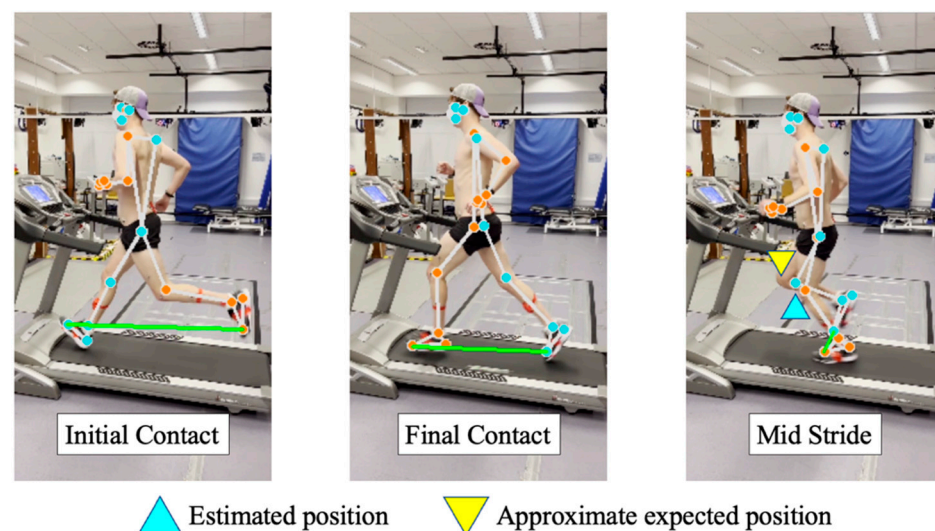 Initial Contact
Final Contact
Mid Stride
Estimated position
Approximate expected position